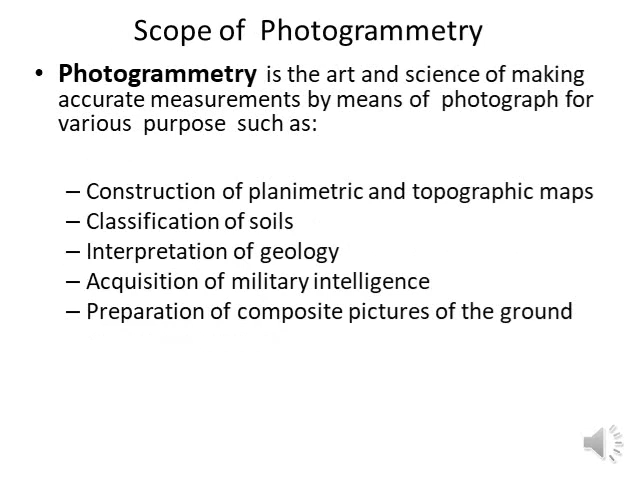 Scope of Photogrammetry
• Photogrammetry is the art and science of making
accurate measurements by means of photograph for
various purpose such as:
– Construction of planimetric and topographic maps
– Classification of soils
– Interpretation of geology
– Acquisition of military intelligence
– Preparation of composite pictures of the ground